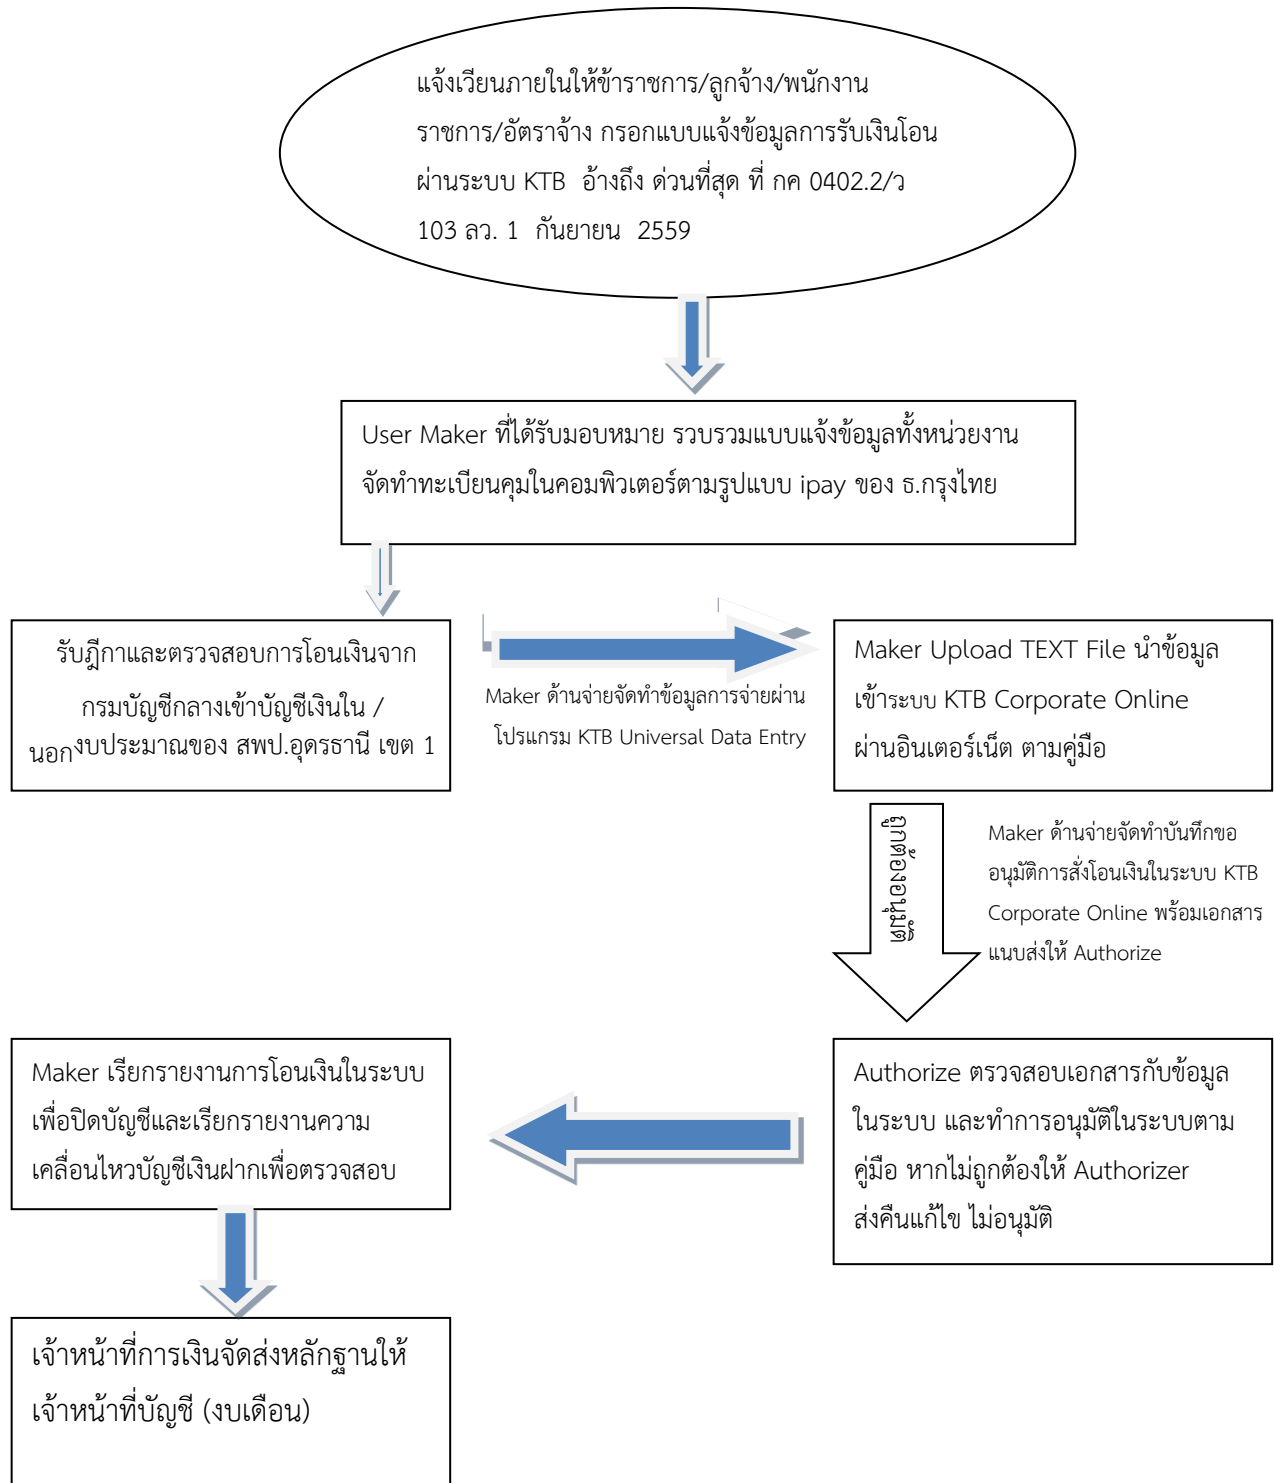 แจ้งเวียนภายในให้ข้าราชการ/ลูกจ้าง/พนักงาน
ราชการ/อัตราจ้าง กรอกแบบแจ้งข้อมูลการรับเงินโอน
ผ่านระบบ KTB อ้างถึง ด่วนที่สุด ที่ กค 0402.2/ว
103 ลว. 1 กันยายน 2559
User Maker ที่ได้รับมอบหมาย รวบรวมแบบแจ้งข้อมูลทั้งหน่วยงาน
จัดทำทะเบียนคุมในคอมพิวเตอร์ตามรูปแบบ ipay ของ ธ.กรุงไทย
รับฎีกาและตรวจสอบการโอนเงินจาก
กรมบัญชีกลางเข้าบัญชีเงินใน /
นอกงบประมาณของ สพป.อุดรธานี เขต 1
Maker ด้านจ่ายจัดทำข้อมูลการจ่ายผ่าน
โปรแกรม KTB Universal Data Entry
Maker Upload TEXT File นำข้อมูล
เข้าระบบ KTB Corporate Online
ผ่านอินเตอร์เน็ต ตามคู่มือ
ถูกต้องอนุมัติ
Maker ด้านจ่ายจัดทำบันทึกขอ
อนุมัติการสั่งโอนเงินในระบบ KTB
Corporate Online พร้อมเอกสาร
แนบส่งให้ Authorize
Authorize ตรวจสอบเอกสารกับข้อมูล
ในระบบ และทำการอนุมัติในระบบตาม
คู่มือ หากไม่ถูกต้องให้ Authorizer
ส่งคืนแก้ไข ไม่อนุมัติ
Maker เรียกรายงานการโอนเงินในระบบ
เพื่อปิดบัญชีและเรียกรายงานความ
เคลื่อนไหวบัญชีเงินฝากเพื่อตรวจสอบ
เจ้าหน้าที่การเงินจัดส่งหลักฐานให้
เจ้าหน้าที่บัญชี (งบเดือน)